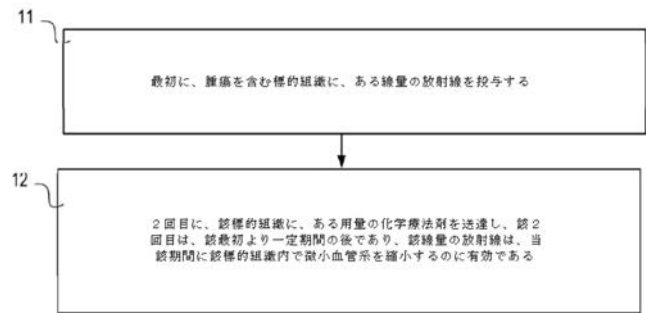 11
最初に、腫瘍を含む標的組織に、ある線量の放射線を投与する
12
2回目に、該標的組織に、ある用量の化学療法剤を送達し、該2
回目は、該最初より一定期間の後であり、該線量の放射線は、当
該期間に該標的組織内で微小血管系を縮小するのに有効である